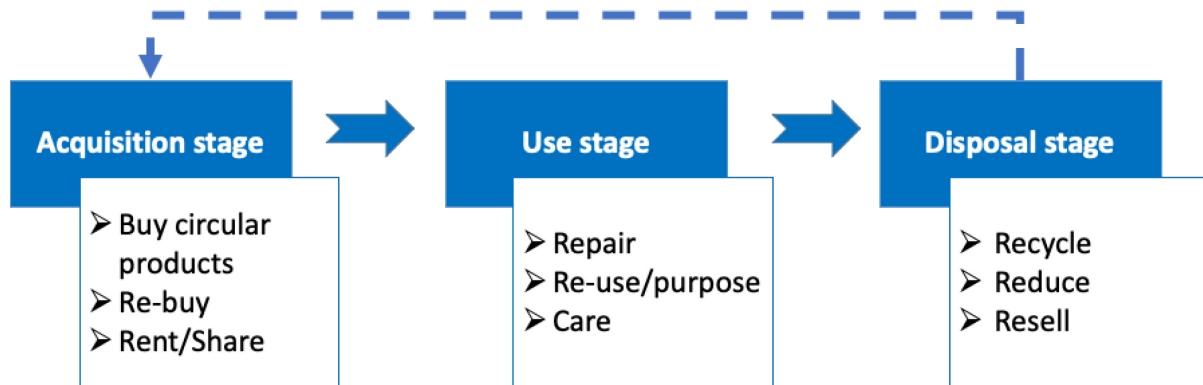 Acquisition stage
Buy circular
products
Re-buy
Rent/Share
Use stage
Repair
Re-use/purpose
Care
Disposal stage
Recycle
Reduce
Resell